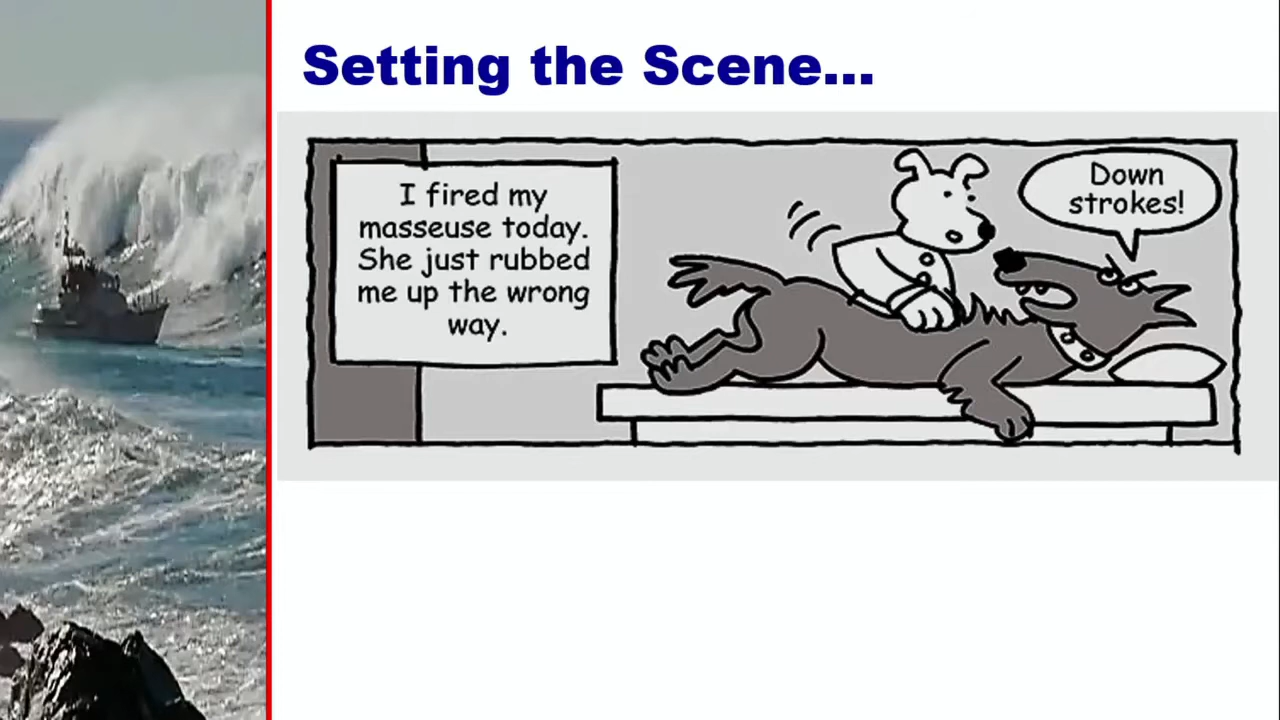 Setting the Scene...
I fired my
masseuse today.
She just rubbed
me up the wrong
way.
Down
strokes!